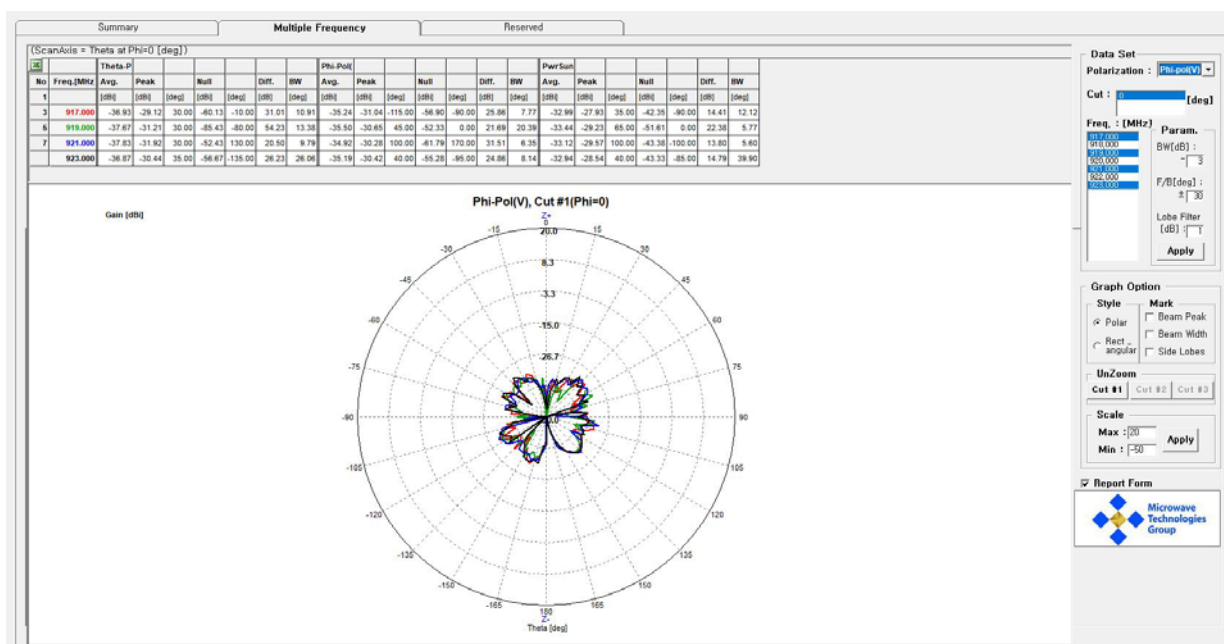 Summary
Multiple Frequency
Reserved
(ScanAxis = Theta at Phi=0 [deg])
Theta-P Phi-Pol( PwrSun
No Freq.[MHz] Avg. Peak Null Diff. BW Avg. Peak Null Diff. BW Avg. Peak Null Diff. BW
1 [dBi] [dBi] [deg] [dBi] [deg] [dB] [deg] [dBi] [dBi] [deg] [dBi] [deg] [dB] [deg] [dBi] [dBi] [deg] [dBi] [deg] [dB] [deg]
3 917.000 -36.93 -29.12 30.00 -60.13 -10.00 31.01 10.91 -35.24 -31.04 -115.00 -56.90 -90.00 25.86 7.77 -32.99 -27.93 35.00 -42.35 -90.00 14.41 12.12
5 919.000 -37.67 -31.21 30.00 -85.43 -80.00 54.23 13.38 -35.50 -30.65 45.00 -52.33 0.00 21.69 20.39 -33.44 -29.23 65.00 -51.61 0.00 22.38 5.77
7 921.000 -37.83 -31.92 30.00 -52.43 130.00 20.50 9.79 -34.92 -30.28 100.00 -61.79 170.00 31.51 6.35 -33.12 -29.57 100.00 -43.38 -100.00 13.80 5.60
923.000 -36.87 -30.44 35.00 -56.67 -135.00 26.23 26.06 -35.19 -30.42 40.00 -55.28 -95.00 24.86 8.14 -32.94 -28.54 40.00 -43.33 -85.00 14.79 39.90
Phi-Pol(V), Cut #1(Phi=0)
Gain [dBi]
Z+
0
-15 15
-30 30
-45 45
-60 60
-75 75
-90 90
-105 105
-120 120
-135 135
-150 150
-165 165
180
Z-
Theta [deg]
20.0
8.3
-3.3
-15.0
-26.7
Data Set
Polarization : Phi-pol(V)
Cut : 0 [deg]
Freq. : [MHz]
917,000
918,000
919,000
920,000
921,000
922,000
923,000
Param.
BW[dB] :
- 3
F/B[deg] :
± 30
Lobe Filter
[dB] : 1
Apply
Graph Option
Style
Polar
Rect_
angular
Mark
Beam Peak
Beam Width
Side Lobes
UnZoom
Cut #1 Cut #2 Cut #3
Scale
Max : 20
Min : -50
Apply
Report Form
Microwave
Technologies
Group